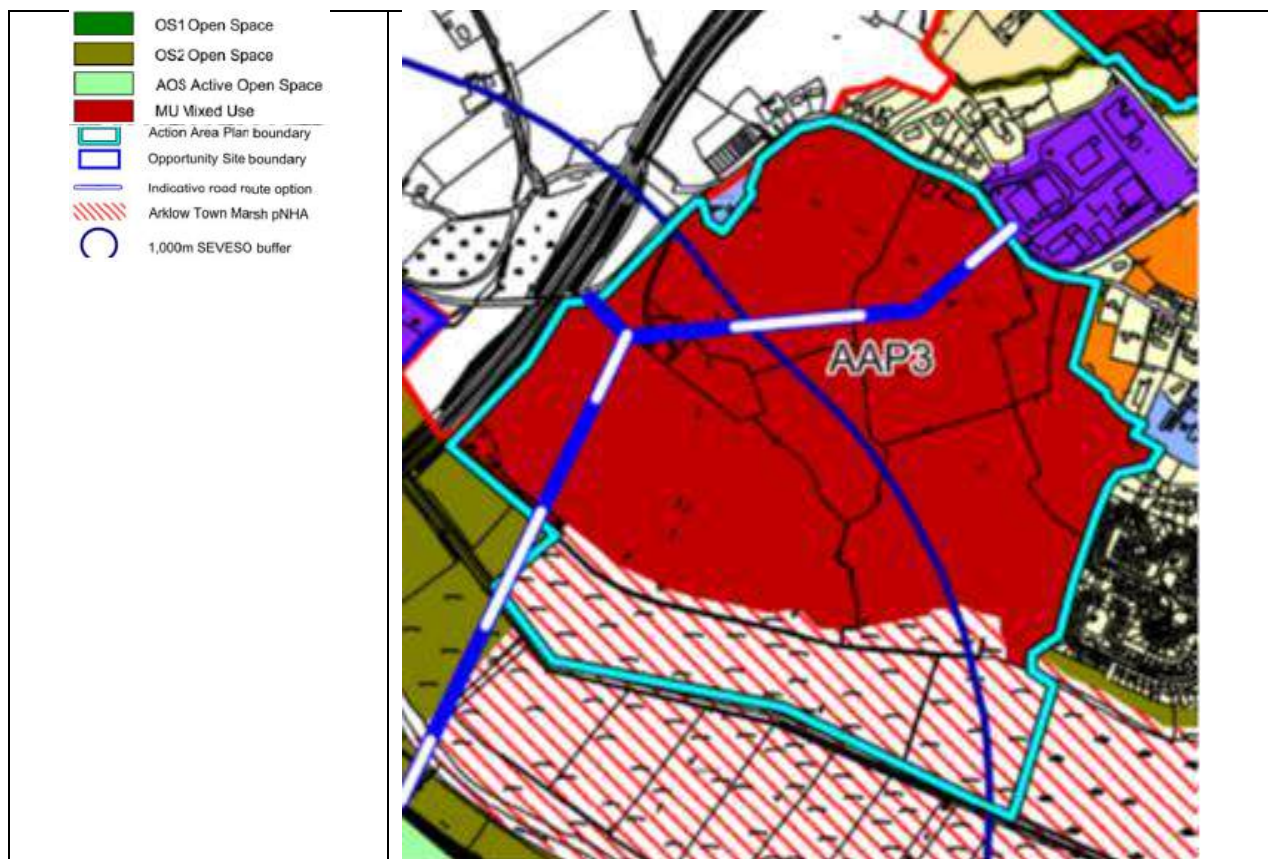 OS1 Open Space
OS2 Open Space
AOS Active Open Space
MU Mixed Use
Action Area Plan boundary
Opportunity Site boundary
Indicative road route option
Arklow Town Marsh pNHA
1,000m SEVESO buffer
AAP3